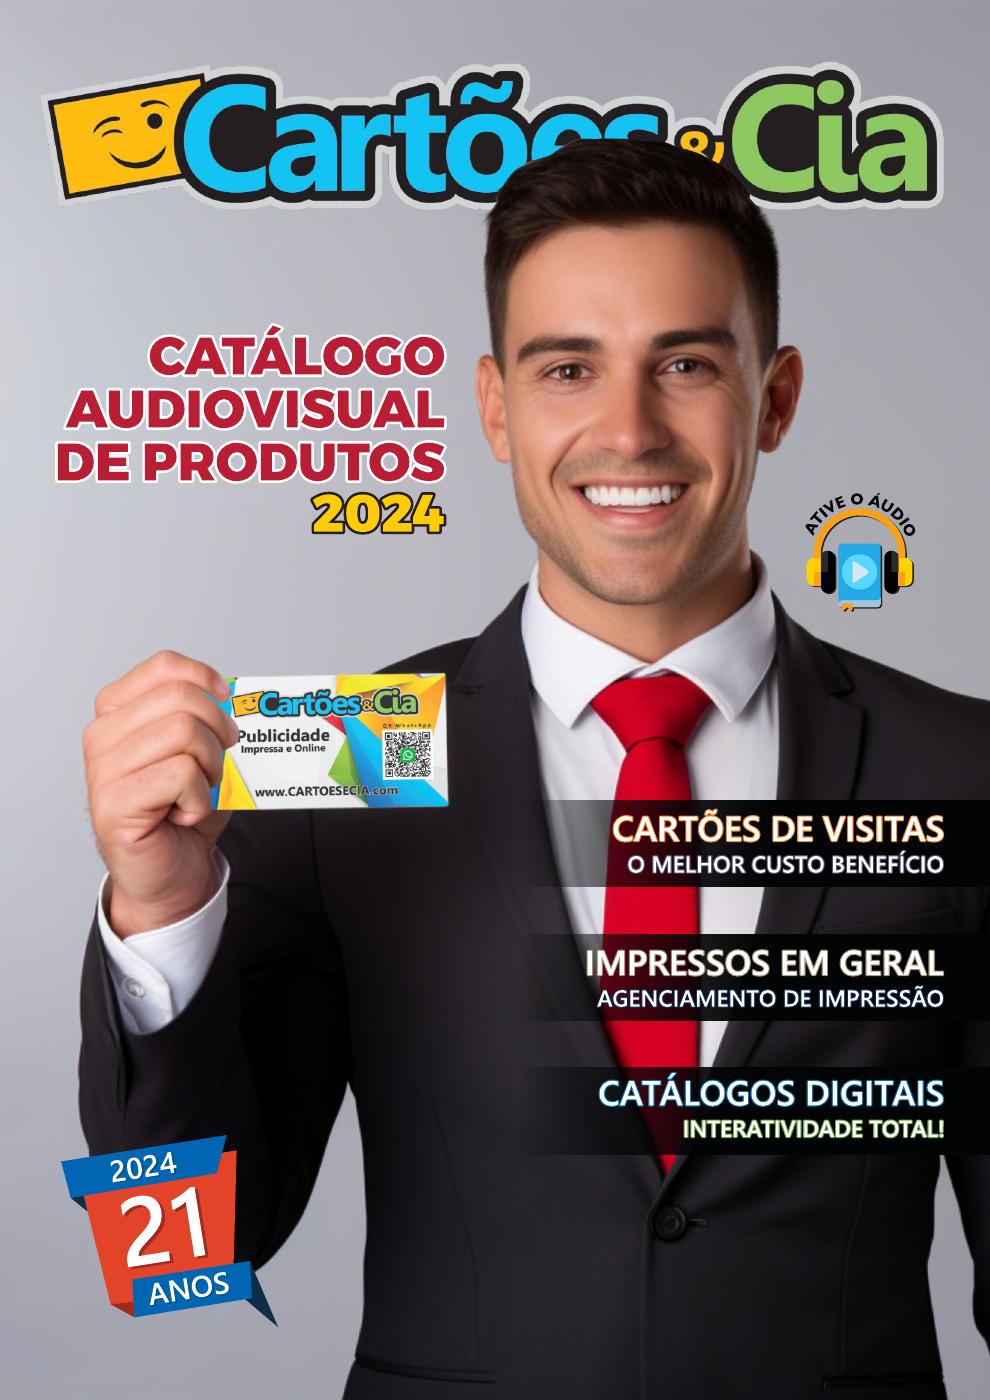 Cartões&Cia
CATÁLOGO
AUDIOVISUAL
DE PRODUTOS
2024
ATIVE O ÁUDIO
Cartões&Cia
QR WhatsApp
Publicidade
Impressa e Online
www.CARTOESECIA.com
CARTÕES DE VISITAS
O MELHOR CUSTO BENEFÍCIO
IMPRESSOS EM GERAL
AGENCIAMENTO DE IMPRESSÃO
CATÁLOGOS DIGITAIS
INTERATIVIDADE TOTAL!
2024
21
ANOS